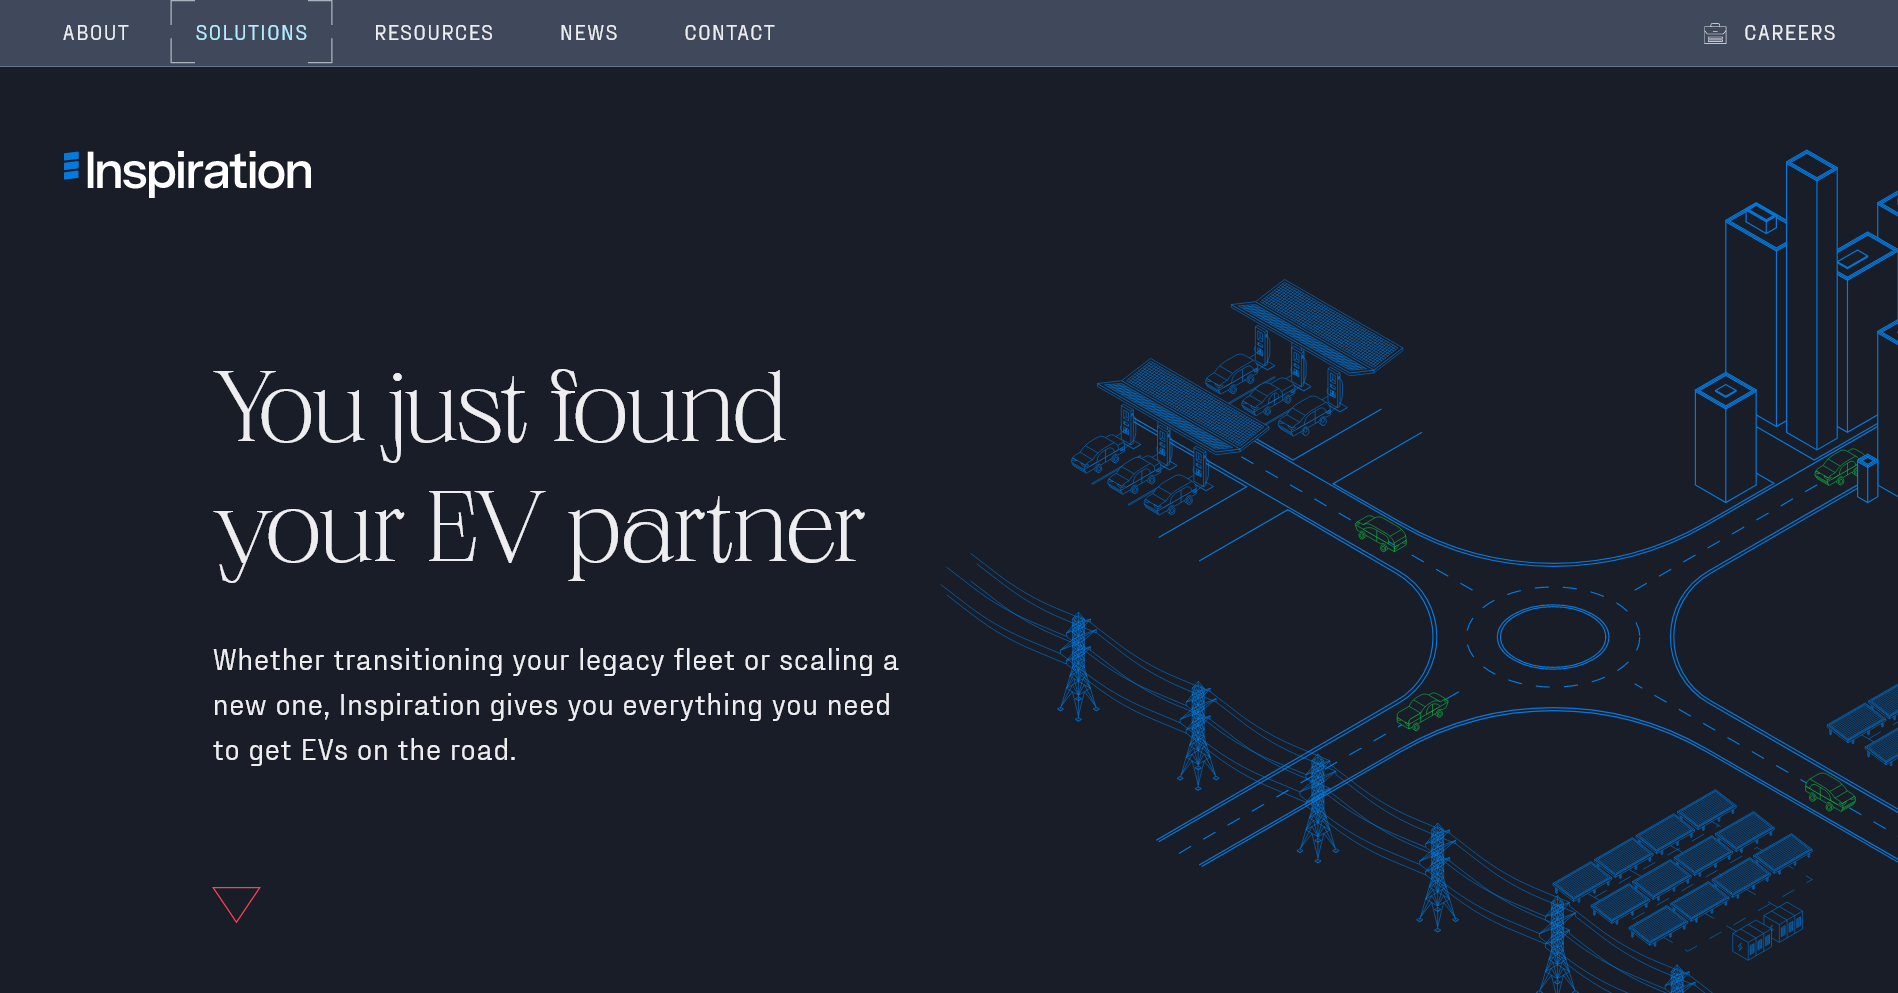 ABOUT SOLUTIONS RESOURCES NEWS CONTACT CAREERS
Inspiration
You just found
your EV partner
Whether transitioning your legacy fleet or scaling a
new one, Inspiration gives you everything you need
to get EVs on the road.